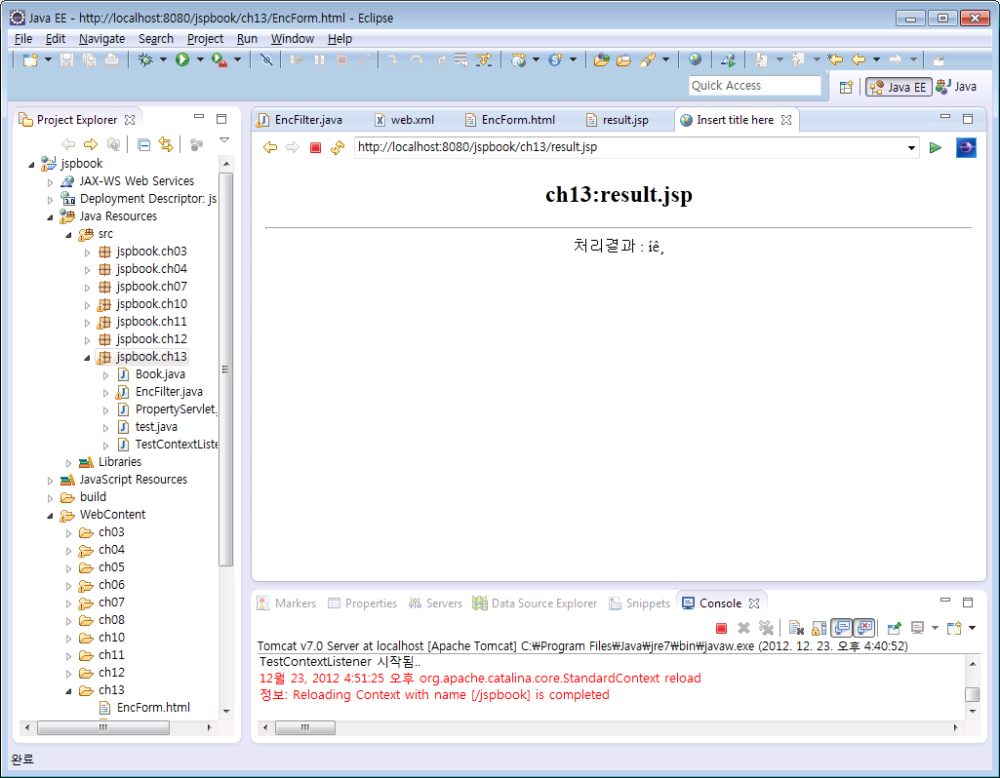 Java EE - http://localhost:8080/jspbook/ch13/EncForm.html - Eclipse
File Edit Navigate Search Project Run Window Help
Quick Access
Java EE
Java
Project Explorer
jspbook
JAX-WS Web Services
Deployment Descriptor: js
Java Resources
src
jspbook.ch03
jspbook.ch04
jspbook.ch07
jspbook.ch10
jspbook.ch11
jspbook.ch12
jspbook.ch13
Book.java
EncFilter.java
PropertyServlet.
test.java
TestContextListe
Libraries
JavaScript Resources
build
WebContent
ch03
ch04
ch05
ch06
ch07
ch08
ch10
ch11
ch12
ch13
EncForm.html
EncFilter.java web.xml EncForm.html result.jsp Insert title here
http://localhost:8080/jspbook/ch13/result.jsp
ch13:result.jsp
처리결과 : íê¸
Markers Properties Servers Data Source Explorer Snippets Console
Tomcat v7.0 Server at localhost [Apache Tomcat] C:₩Program Files₩Java₩jre7₩bin₩javaw.exe (2012. 12. 23. 오후 4:40:52)
TestContextListener 시작됨..
12월 23, 2012 4:51:25 오후 org.apache.catalina.core.StandardContext reload
정보: Reloading Context with name [/jspbook] is completed
완료